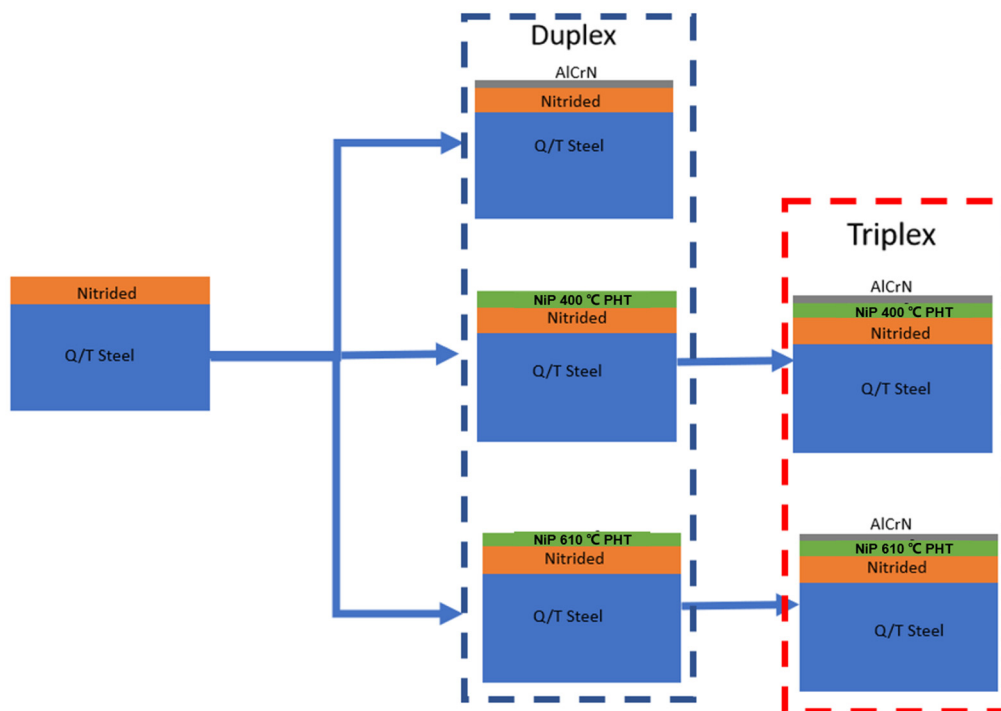 Duplex
AlCrN
Nitrided
Q/T Steel
Nitrided
Q/T Steel
NiP 400 ℃ PHT
Nitrided
Q/T Steel
NiP 610 ℃ PHT
Nitrided
Q/T Steel
Triplex
AlCrN
NiP 400 ℃ PHT
Nitrided
Q/T Steel
AlCrN
NiP 610 ℃ PHT
Nitrided
Q/T Steel